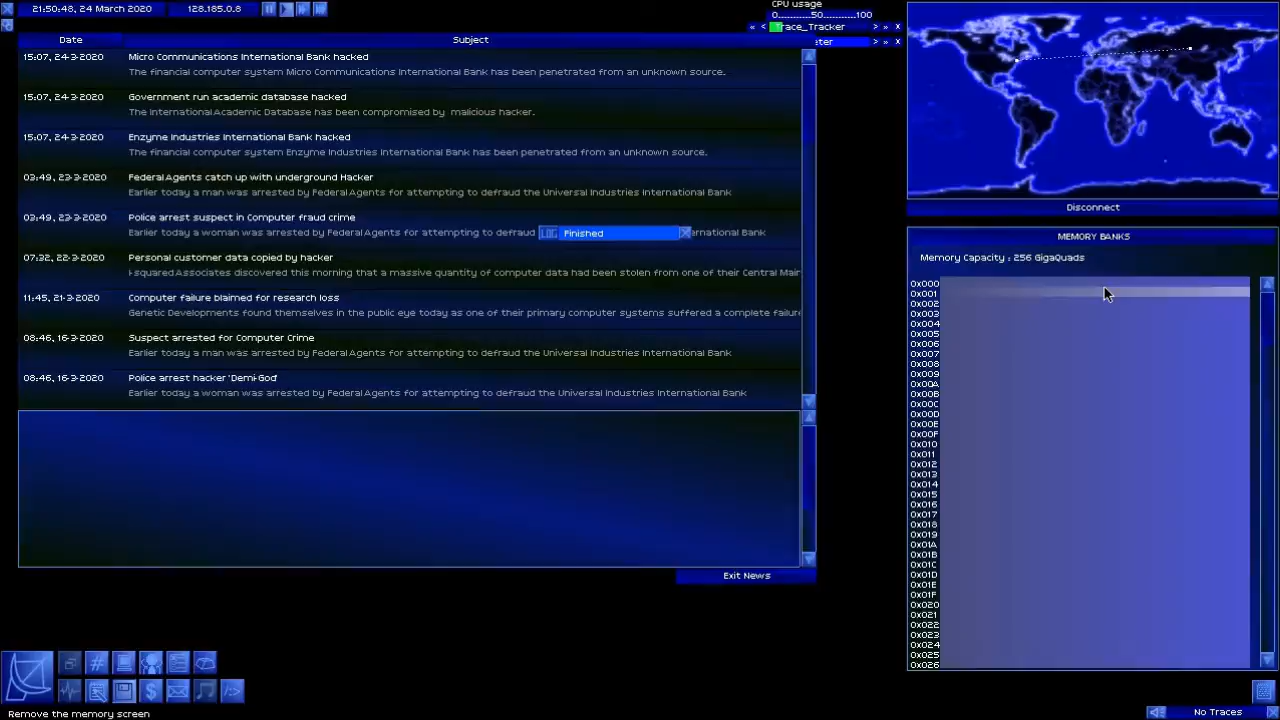 21:50:48, 24 March 2020
128.185.0.8
CPU usage
0........50........100
Trace_Tracker
eter
Date
Subject
15:07, 24-3-2020
Micro Communications International Bank hacked
The financial computer system Micro Communications International Bank has been penetrated from an unknown source.
15:07, 24-3-2020
Government run academic database hacked
The International Academic Database has been compromised by malicious hacker.
15:07, 24-3-2020
Enzyme Industries International Bank hacked
The financial computer system Enzyme Industries International Bank has been penetrated from an unknown source.
03:49, 23-3-2020
Federal Agents catch up with underground Hacker
Earlier today a man was arrested by Federal Agents for attempting to defraud the Universal Industries International Bank
03:49, 23-3-2020
Police arrest suspect in Computer fraud crime
Earlier today a woman was arrested by Federal Agents for attempting to defraud
LOG
Finished
ernational Bank
07:32, 22-3-2020
Personal customer data copied by hacker
I-squared Associates discovered this morning that a massive quantity of computer data had been stolen from one of their Central Main
11:45, 21-3-2020
Computer failure blaimed for research loss
Genetic Developments found themselves in the public eye today as one of their primary computer systems suffered a complete failure
08:46, 16-3-2020
Suspect arrested for Computer Crime
Earlier today a man was arrested by Federal Agents for attempting to defraud the Universal Industries International Bank
08:46, 16-3-2020
Police arrest hacker 'Demi-God'
Earlier today a woman was arrested by Federal Agents for attempting to defraud the Universal Industries International Bank
Exit News
Disconnect
MEMORY BANKS
Memory Capacity : 256 GigaQuads
0x000
0x001
0x002
0x003
0x004
0x005
0x006
0x007
0x008
0x009
0x00A
0x00B
0x00C
0x00D
0x00E
0x00F
0x010
0x011
0x012
0x013
0x014
0x015
0x016
0x017
0x018
0x019
0x01A
0x01B
0x01C
0x01D
0x01E
0x01F
0x020
0x021
0x022
0x023
0x024
0x025
0x026
Remove the memory screen
No Traces